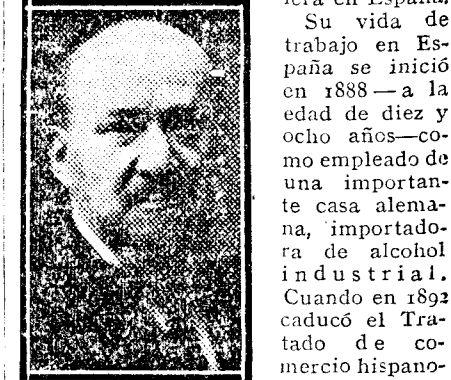 lera en España.
Su vida de
trabajo en Es-
paña se inició
en 1888—a la
edad de diez y
ocho años—co-
mo empleado de
una importan-
te casa alema-
na, importado-
ra de alcohol
industrial.
Cuando en 1892
caducó el Tra-
tado de co-
mercio hispano-